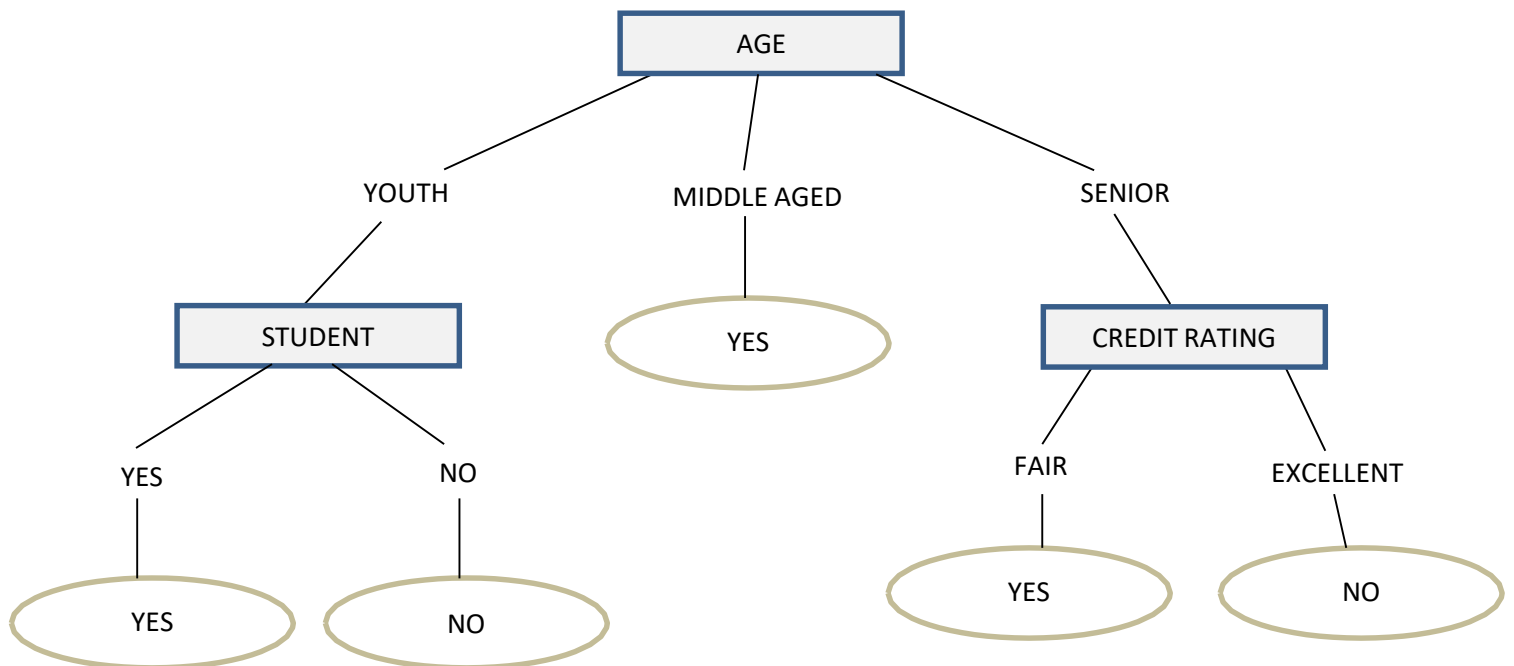 AGE
YOUTH
MIDDLE AGED
SENIOR
STUDENT
YES
CREDIT RATING
YES
NO
FAIR
EXCELLENT
YES
NO
YES
NO